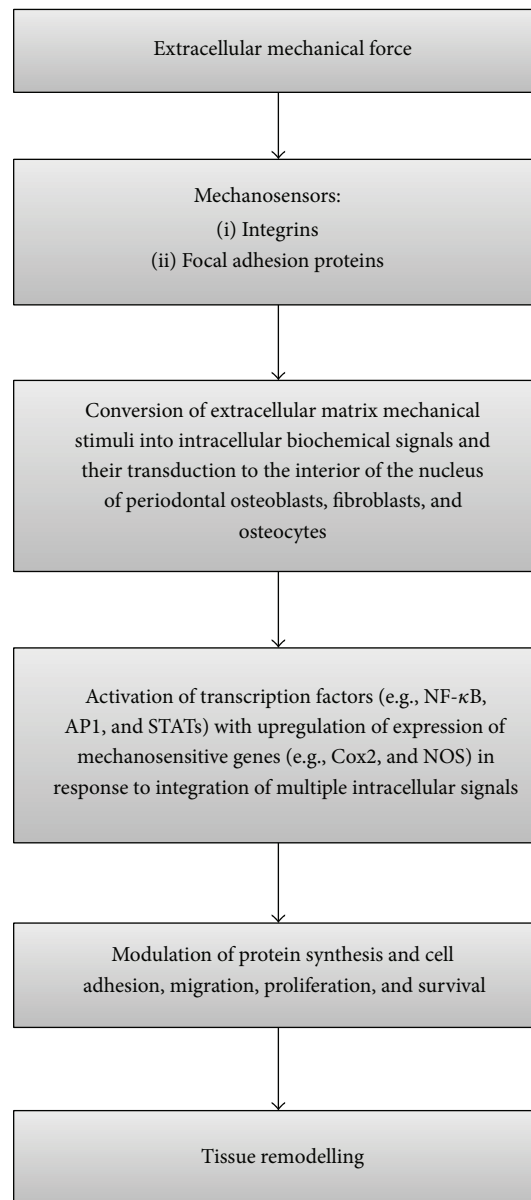 Extracellular mechanical force
Mechanosensors:
(i) Integrins
(ii) Focal adhesion proteins
Conversion of extracellular matrix mechanical
stimuli into intracellular biochemical signals and
their transduction to the interior of the nucleus
of periodontal osteoblasts, fibroblasts, and
osteocytes
Activation of transcription factors (e.g., NF-κB,
AP1, and STATs) with upregulation of expression of
mechanosensitive genes (e.g., Cox2, and NOS) in
response to integration of multiple intracellular signals
Modulation of protein synthesis and cell
adhesion, migration, proliferation, and survival
Tissue remodelling